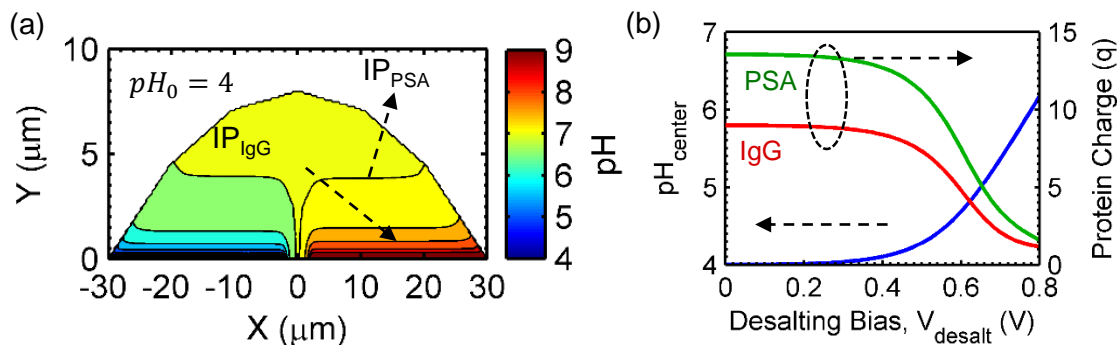 (a)
10
5
0
Y (μm)
pH₀ = 4
IP_PSA
IP_IgG
-30 -20 -10 0 10 20 30
X (μm)
9
8
7
6
5
4
pH
(b)
7
6
5
4
pH_center
PSA
IgG
15
10
5
0
Protein Charge (q)
0 0.2 0.4 0.6 0.8
Desalting Bias, V_desalt (V)